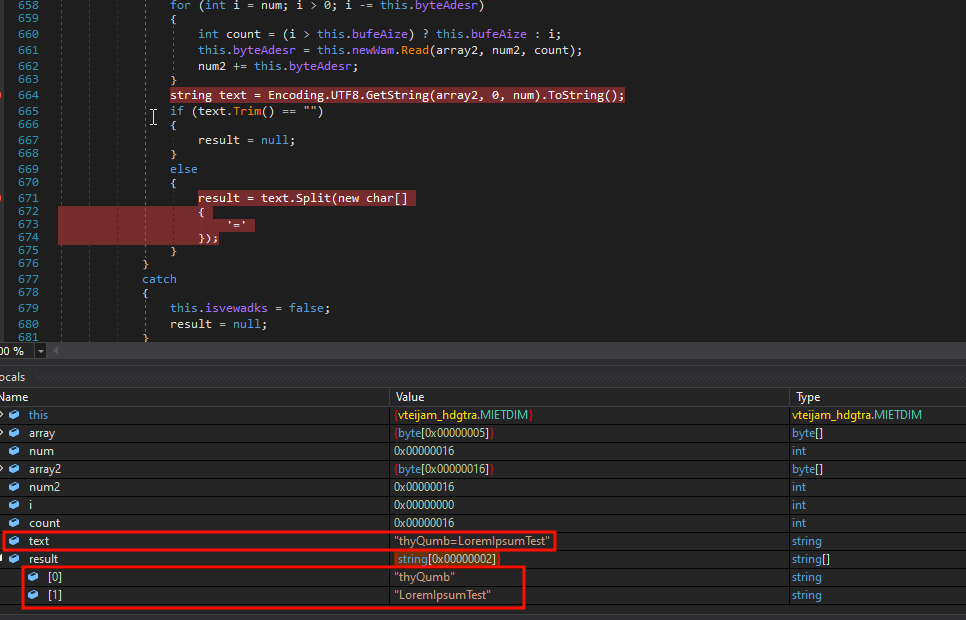 658 for (int i = num; i > 0; i -= this.byteAdesr)
659 {
660 int count = (i > this.bufeAize) ? this.bufeAize : i;
661 this.byteAdesr = this.newWam.Read(array2, num2, count);
662 num2 += this.byteAdesr;
663 }
664 string text = Encoding.UTF8.GetString(array2, 0, num).ToString();
665 if (text.Trim() == "")
666 {
667 result = null;
668 }
669 else
670 {
671 result = text.Split(new char[]
672 {
673 '='
674 });
675 }
676 }
677 catch
678 {
679 this.isvewadks = false;
680 result = null;
681 }
00 %
ocals
Name Value Type
this {vteijam_hdgtra.MIETDIM} vteijam_hdgtra.MIETDIM
array {byte[0x00000005]} byte[]
num 0x00000016 int
array2 {byte[0x00000016]} byte[]
num2 0x00000016 int
i 0x00000000 int
count 0x00000016 int
text "thyQumb=LoremIpsumTest" string
result {string[0x00000002]} string[]
[0] "thyQumb" string
[1] "LoremIpsumTest" string